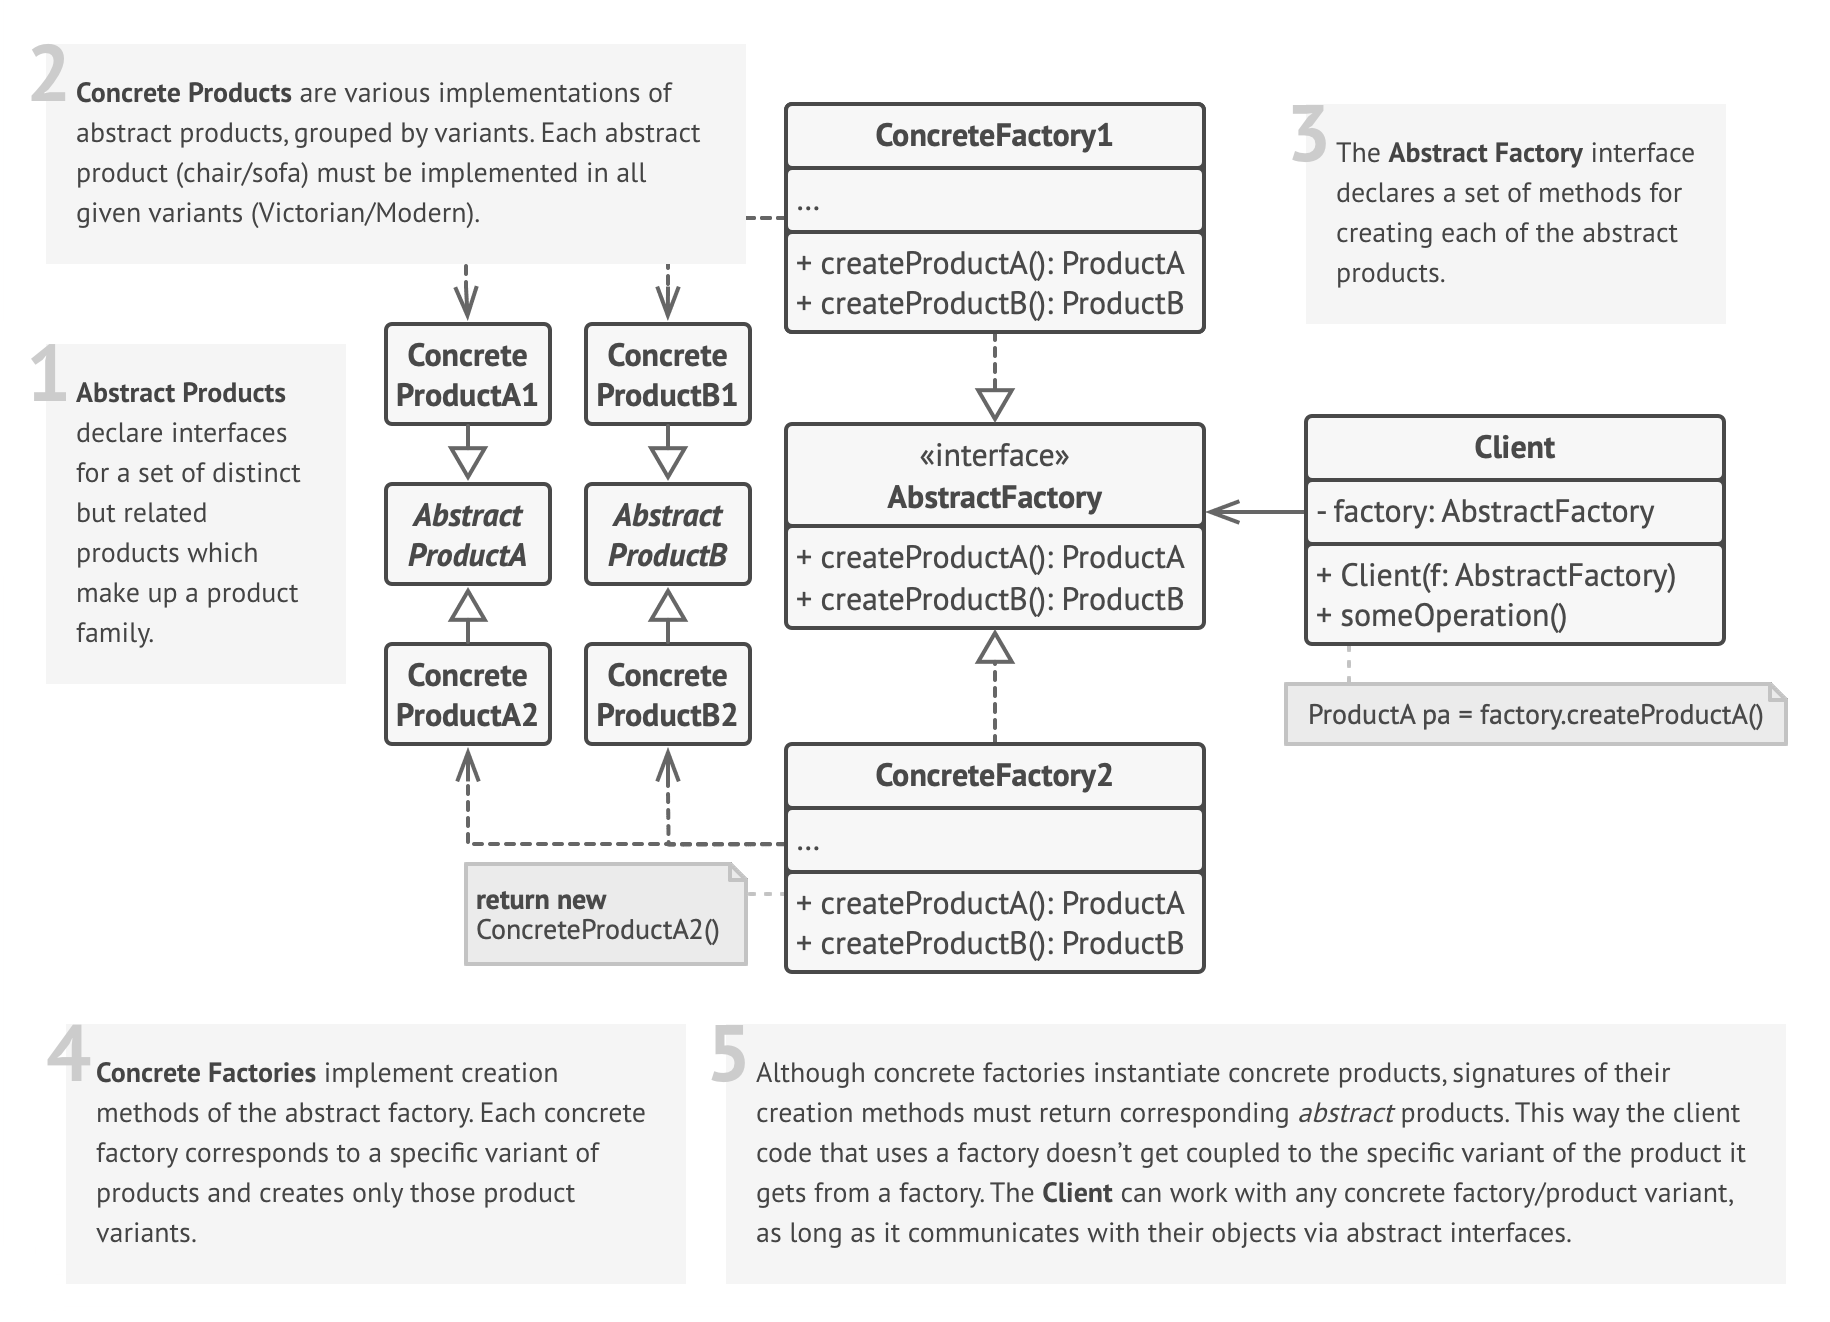 2
Concrete Products are various implementations of
abstract products, grouped by variants. Each abstract
product (chair/sofa) must be implemented in all
given variants (Victorian/Modern).
ConcreteFactory1
...
+ createProductA(): ProductA
+ createProductB(): ProductB
3
The Abstract Factory interface
declares a set of methods for
creating each of the abstract
products.
1
Abstract Products
declare interfaces
for a set of distinct
but related
products which
make up a product
family.
Concrete
ProductA1
Concrete
ProductB1
Abstract
ProductA
Abstract
ProductB
Concrete
ProductA2
Concrete
ProductB2
«interface»
AbstractFactory
+ createProductA(): ProductA
+ createProductB(): ProductB
Client
- factory: AbstractFactory
+ Client(f: AbstractFactory)
+ someOperation()
ProductA pa = factory.createProductA()
ConcreteFactory2
...
+ createProductA(): ProductA
+ createProductB(): ProductB
return new
ConcreteProductA2()
4
Concrete Factories implement creation
methods of the abstract factory. Each concrete
factory corresponds to a specific variant of
products and creates only those product
variants.
5
Although concrete factories instantiate concrete products, signatures of their
creation methods must return corresponding abstract products. This way the client
code that uses a factory doesn’t get coupled to the specific variant of the product it
gets from a factory. The Client can work with any concrete factory/product variant,
as long as it communicates with their objects via abstract interfaces.